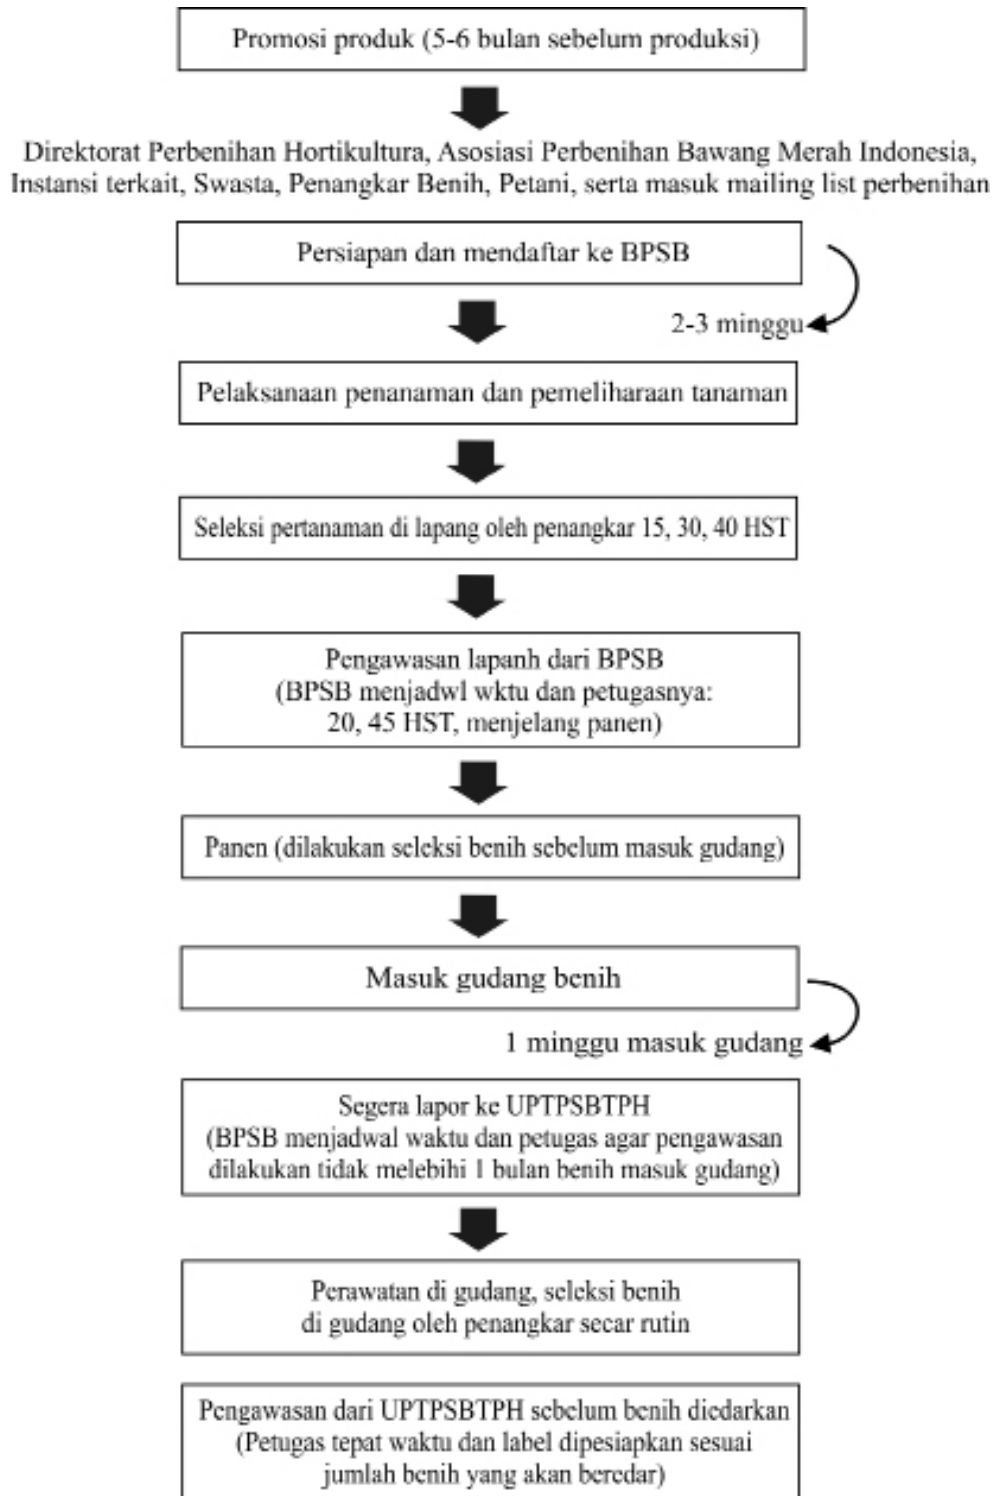 Promosi produk (5-6 bulan sebelum produksi)
Direktorat Perbenihan Hortikultura, Asosiasi Perbenihan Bawang Merah Indonesia,
Instansi terkait, Swasta, Penangkar Benih, Petani, serta masuk mailing list perbenihan
Persiapan dan mendaftar ke BPSB
2-3 minggu
Pelaksanaan penanaman dan pemeliharaan tanaman
Seleksi pertanaman di lapang oleh penangkar 15, 30, 40 HST
Pengawasan lapanh dari BPSB
(BPSB menjadwl wktu dan petugasnya:
20, 45 HST, menjelang panen)
Panen (dilakukan seleksi benih sebelum masuk gudang)
Masuk gudang benih
1 minggu masuk gudang
Segera lapor ke UPTPSBTPH
(BPSB menjadwal waktu dan petugas agar pengawasan
dilakukan tidak melebihi 1 bulan benih masuk gudang)
Perawatan di gudang, seleksi benih
di gudang oleh penangkar secar rutin
Pengawasan dari UPTPSBTPH sebelum benih diedarkan
(Petugas tepat waktu dan label dipesiapkan sesuai
jumlah benih yang akan beredar)